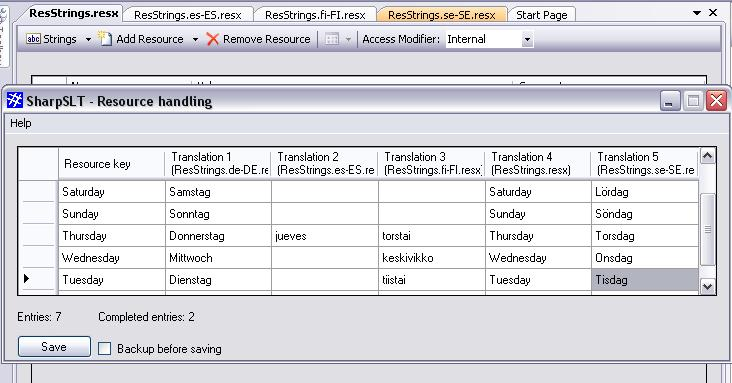 ResStrings.resx ResStrings.es-ES.resx ResStrings.fi-FI.resx ResStrings.se-SE.resx Start Page
abc Strings Add Resource Remove Resource Access Modifier: Internal
SharpSLT - Resource handling
Help
Resource key Translation 1 Translation 2 Translation 3 Translation 4 Translation 5
(ResStrings.de-DE.re (ResStrings.es-ES.re (ResStrings.fi-FI.resx) (ResStrings.resx) (ResStrings.se-SE.re
Saturday Samstag Saturday Lördag
Sunday Sonntag Sunday Söndag
Thursday Donnerstag jueves torstai Thursday Torsdag
Wednesday Mittwoch keskivikko Wednesday Onsdag
Tuesday Dienstag tiistai Tuesday Tisdag
Entries: 7 Completed entries: 2
Save Backup before saving